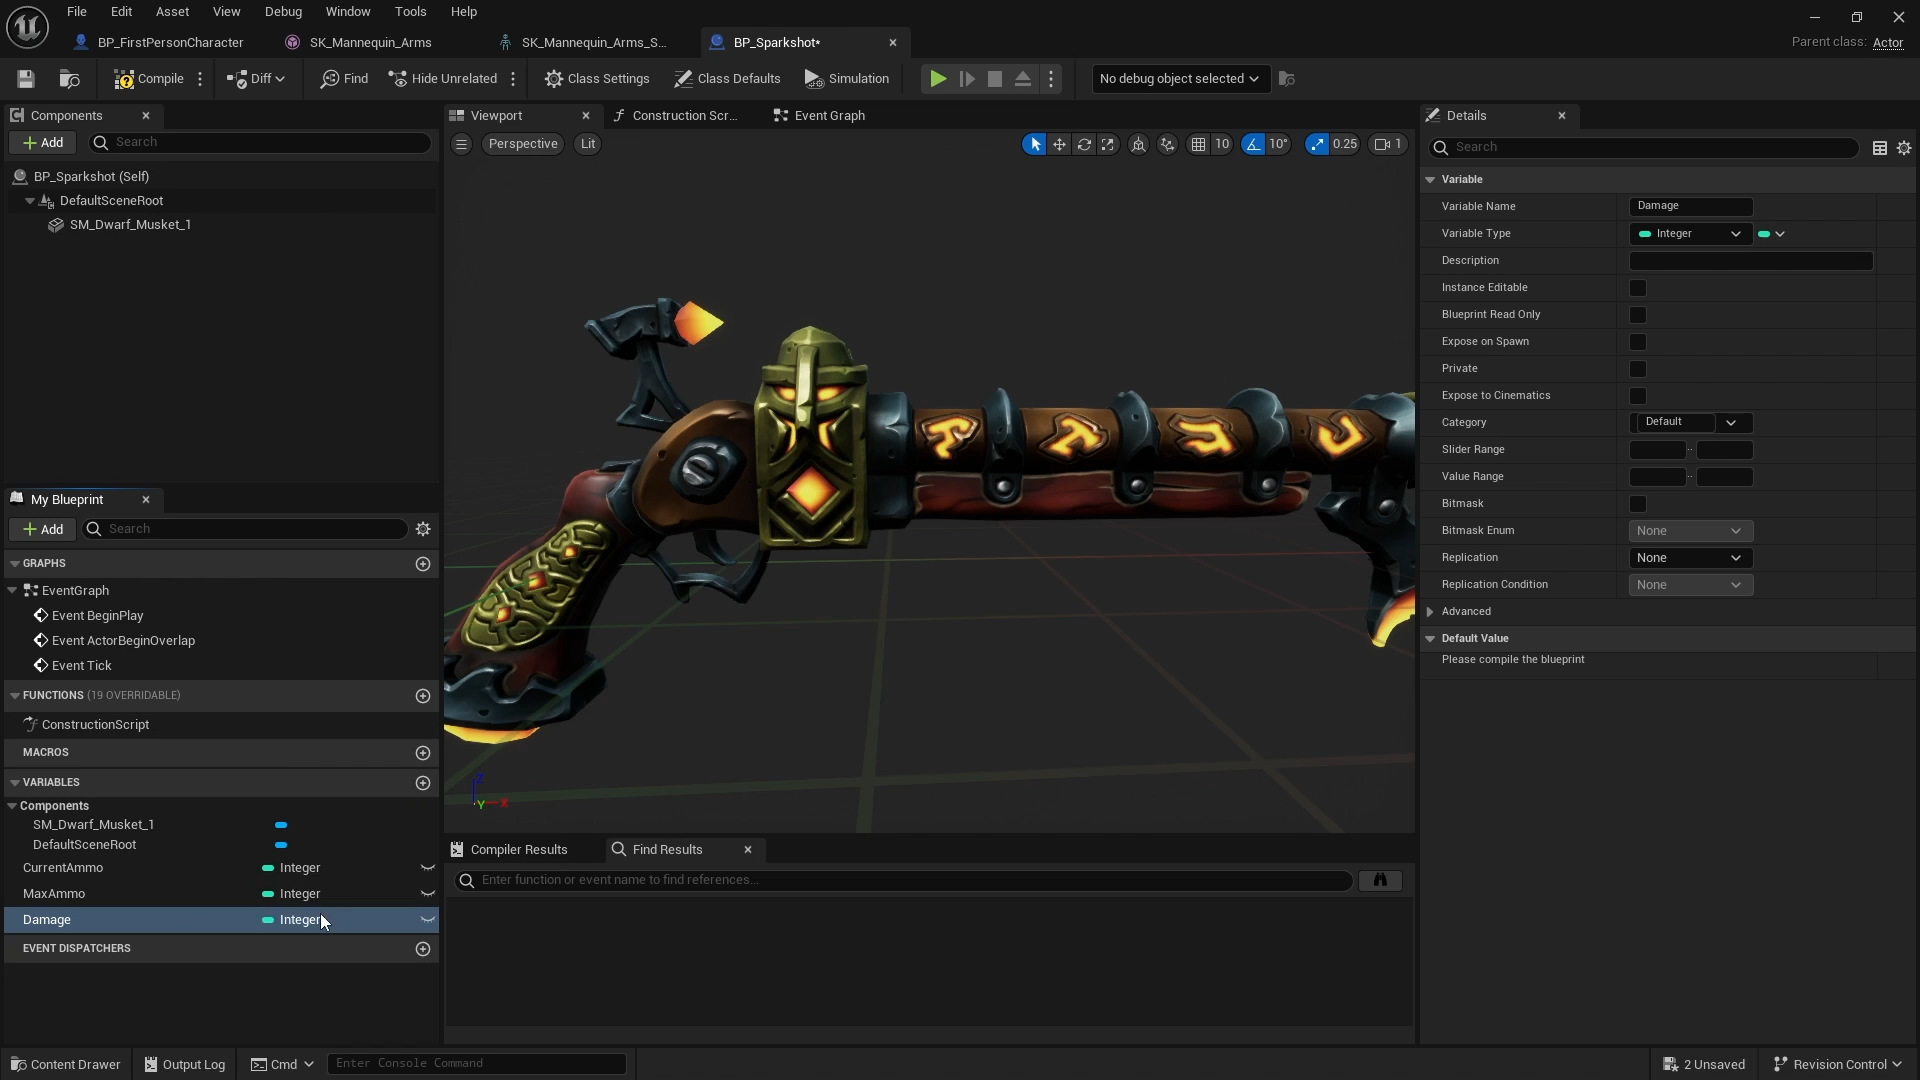 File Edit Asset View Debug Window Tools Help
BP_FirstPersonCharacter SK_Mannequin_Arms SK_Mannequin_Arms_S... BP_Sparkshot*
Parent class: Actor
Compile Diff Find Hide Unrelated Class Settings Class Defaults Simulation No debug object selected
Components
Add Search
BP_Sparkshot (Self)
DefaultSceneRoot
SM_Dwarf_Musket_1
My Blueprint
Add Search
GRAPHS
EventGraph
Event BeginPlay
Event ActorBeginOverlap
Event Tick
FUNCTIONS (19 OVERRIDABLE)
ConstructionScript
MACROS
VARIABLES
Components
SM_Dwarf_Musket_1
DefaultSceneRoot
CurrentAmmo Integer
MaxAmmo Integer
Damage Integer
EVENT DISPATCHERS
Viewport Construction Scr... Event Graph
Perspective Lit 10 10° 0.25 1
Z
Y X
Compiler Results Find Results
Enter function or event name to find references...
Details
Search
Variable
Variable Name Damage
Variable Type Integer
Description
Instance Editable
Blueprint Read Only
Expose on Spawn
Private
Expose to Cinematics
Category Default
Slider Range ..
Value Range ..
Bitmask
Bitmask Enum None
Replication None
Replication Condition None
Advanced
Default Value
Please compile the blueprint
Content Drawer Output Log Cmd Enter Console Command 2 Unsaved Revision Control